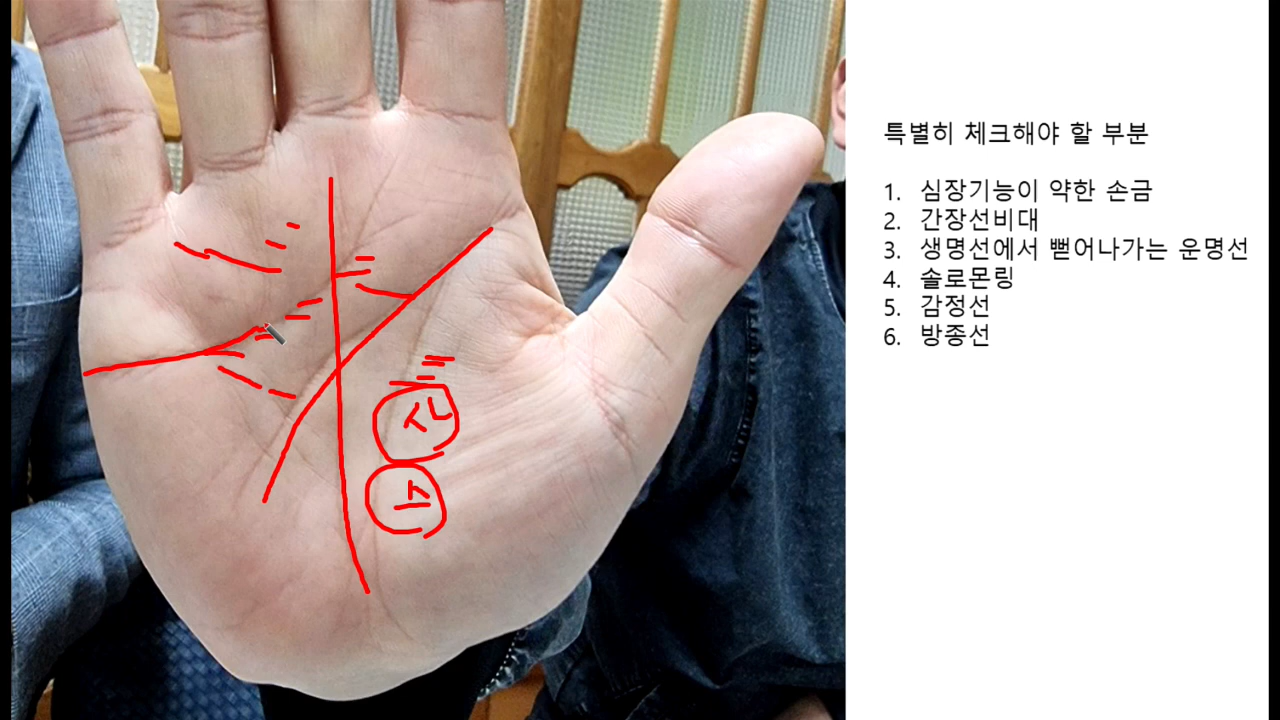 특별히 체크해야 할 부분
1. 심장기능이 약한 손금
2. 간장선비대
3. 생명선에서 뻗어나가는 운명선
4. 솔로몬링
5. 감정선
6. 방종선